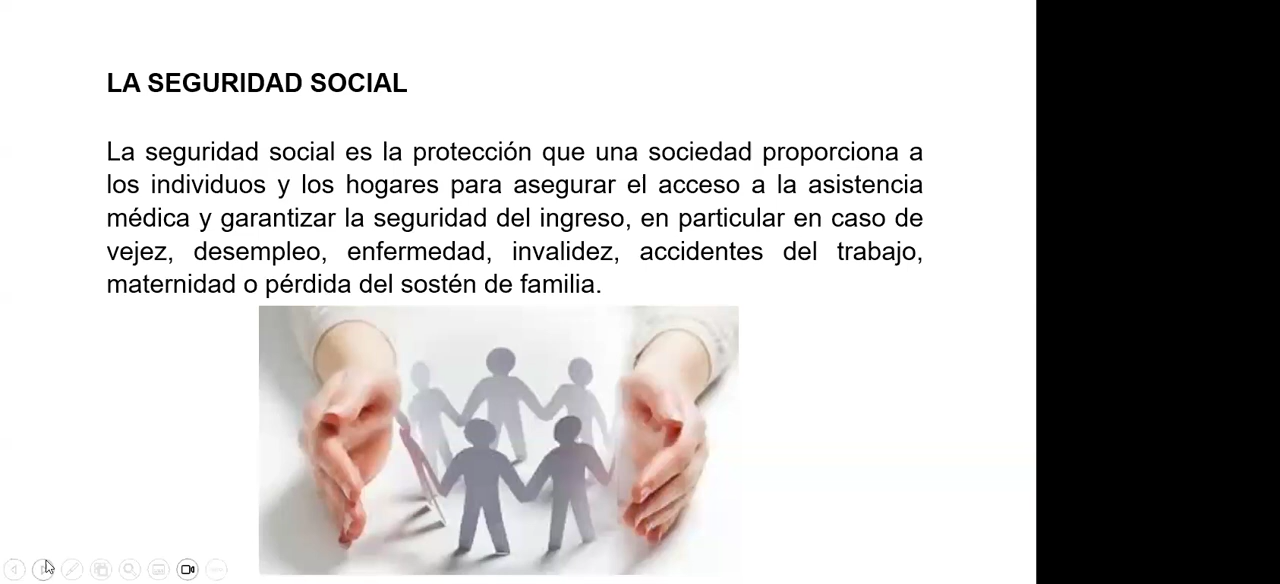 LA SEGURIDAD SOCIAL
La seguridad social es la protección que una sociedad proporciona a
los individuos y los hogares para asegurar el acceso a la asistencia
médica y garantizar la seguridad del ingreso, en particular en caso de
vejez, desempleo, enfermedad, invalidez, accidentes del trabajo,
maternidad o pérdida del sostén de familia.